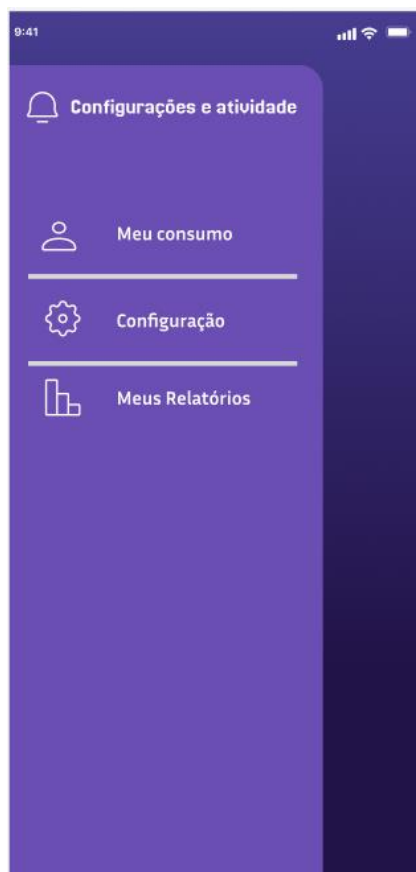 9:41
Configurações e atividade
Meu consumo
Configuração
Meus Relatórios